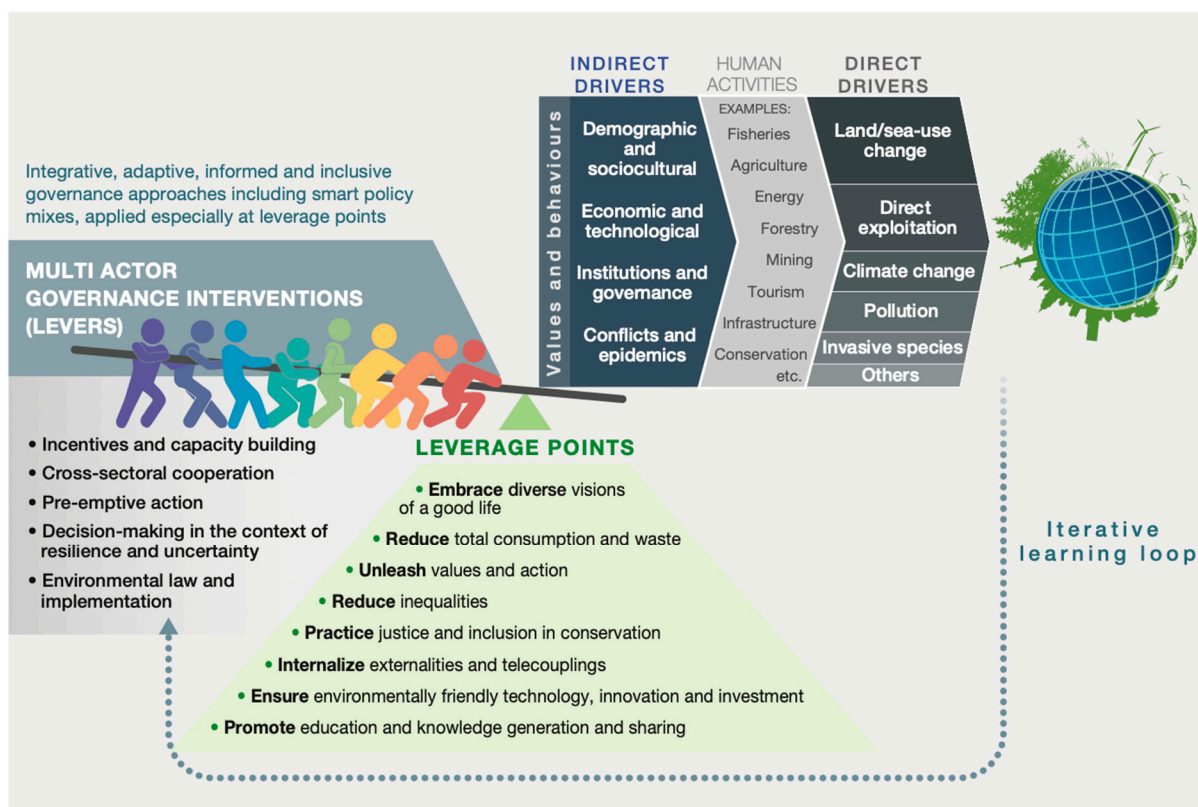 Integrative, adaptive, informed and inclusive
governance approaches including smart policy
mixes, applied especially at leverage points
MULTI ACTOR
GOVERNANCE INTERVENTIONS
(LEVERS)
• Incentives and capacity building
• Cross-sectoral cooperation
• Pre-emptive action
• Decision-making in the context of
resilience and uncertainty
• Environmental law and
implementation
Values and behaviours
INDIRECT
DRIVERS
Demographic
and
sociocultural
Economic and
technological
Institutions and
governance
Conflicts and
epidemics
HUMAN
ACTIVITIES
EXAMPLES:
Fisheries
Agriculture
Energy
Forestry
Mining
Tourism
Infrastructure
Conservation
etc.
DIRECT
DRIVERS
Land/sea-use
change
Direct
exploitation
Climate change
Pollution
Invasive species
Others
LEVERAGE POINTS
• Embrace diverse visions
of a good life
• Reduce total consumption and waste
• Unleash values and action
• Reduce inequalities
• Practice justice and inclusion in conservation
• Internalize externalities and telecouplings
• Ensure environmentally friendly technology, innovation and investment
• Promote education and knowledge generation and sharing
Iterative
learning loop